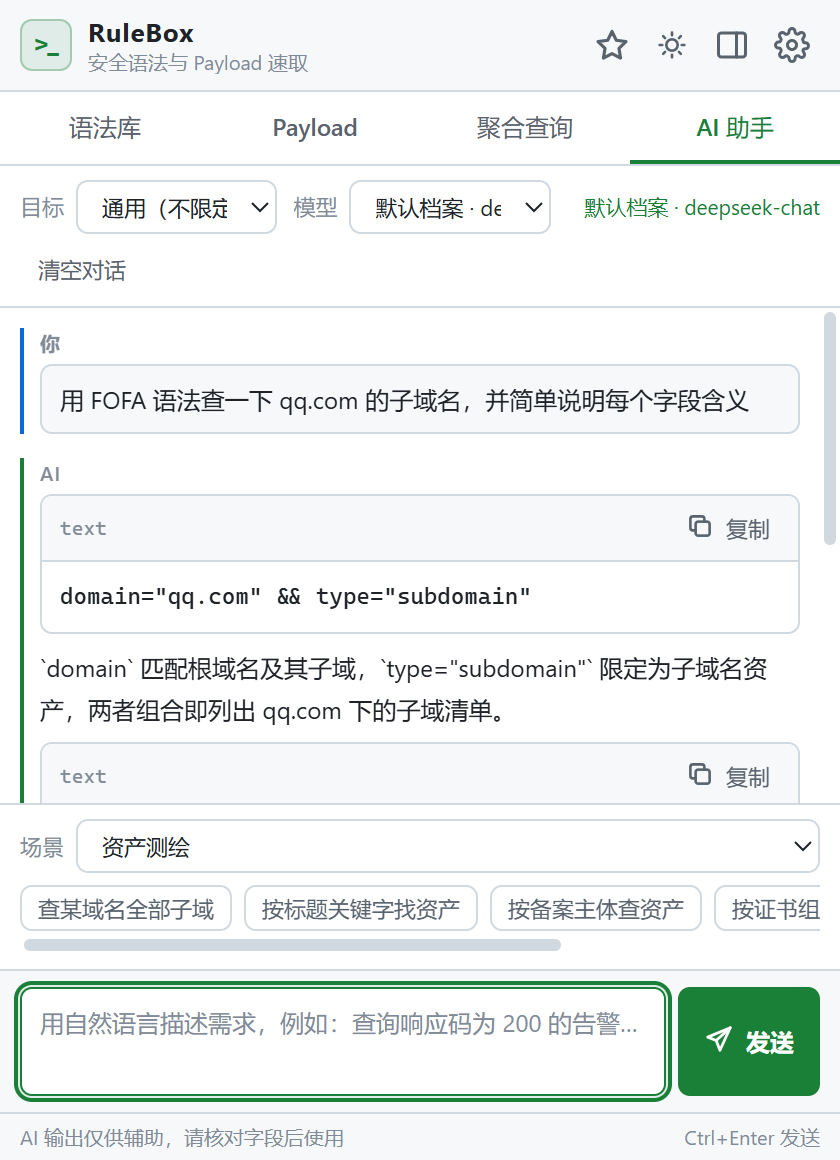 >_
RuleBox
安全语法与 Payload 速取
语法库 Payload 聚合查询 AI 助手
目标 通用（不限定 模型 默认档案 · de 默认档案 · deepseek-chat
清空对话
你
用 FOFA 语法查一下 qq.com 的子域名，并简单说明每个字段含义
AI
text 复制
domain="qq.com" && type="subdomain"
`domain` 匹配根域名及其子域，`type="subdomain"` 限定为子域名资
产，两者组合即列出 qq.com 下的子域清单。
text 复制
场景 资产测绘
查某域名全部子域 按标题关键字找资产 按备案主体查资产 按证书组
用自然语言描述需求，例如：查询响应码为 200 的告警...
发送
AI 输出仅供辅助，请核对字段后使用 Ctrl+Enter 发送